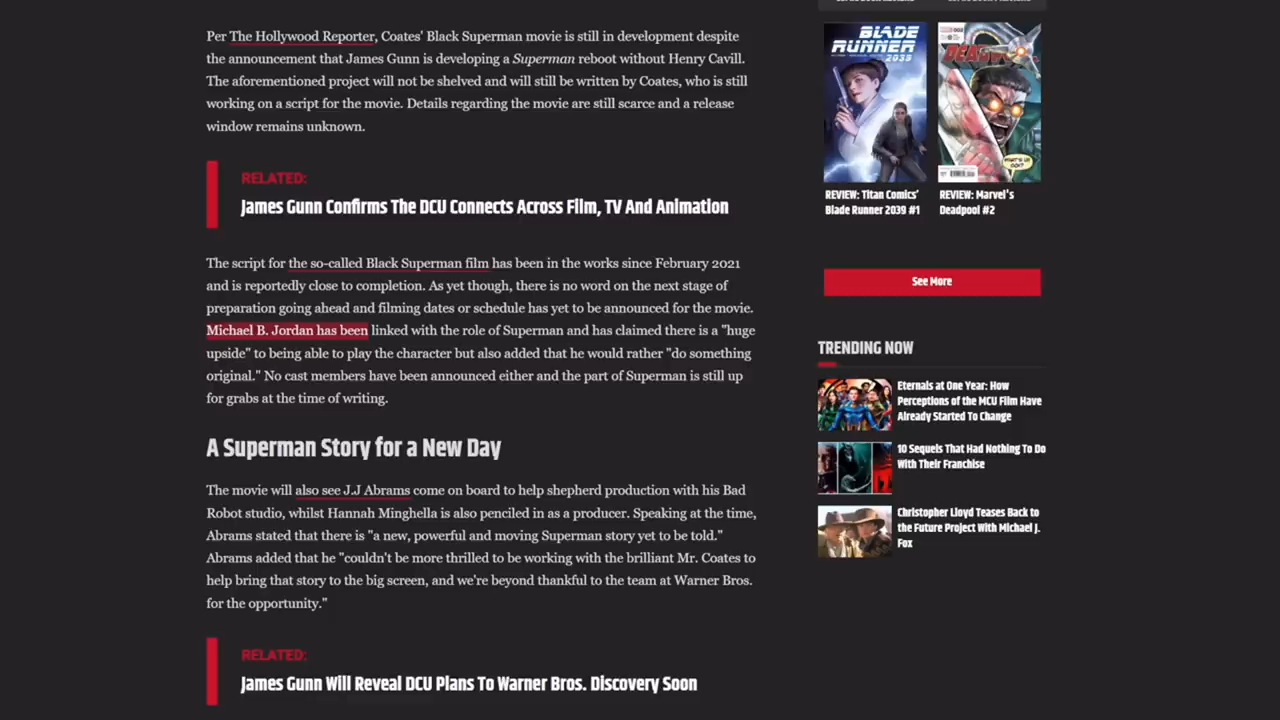 Per The Hollywood Reporter, Coates' Black Superman movie is still in development despite
the announcement that James Gunn is developing a Superman reboot without Henry Cavill.
The aforementioned project will not be shelved and will still be written by Coates, who is still
working on a script for the movie. Details regarding the movie are still scarce and a release
window remains unknown.
RELATED:
James Gunn Confirms The DCU Connects Across Film, TV And Animation
The script for the so-called Black Superman film has been in the works since February 2021
and is reportedly close to completion. As yet though, there is no word on the next stage of
preparation going ahead and filming dates or schedule has yet to be announced for the movie.
Michael B. Jordan has been linked with the role of Superman and has claimed there is a "huge
upside" to being able to play the character but also added that he would rather "do something
original." No cast members have been announced either and the part of Superman is still up
for grabs at the time of writing.
A Superman Story for a New Day
The movie will also see J.J Abrams come on board to help shepherd production with his Bad
Robot studio, whilst Hannah Minghella is also penciled in as a producer. Speaking at the time,
Abrams stated that there is "a new, powerful and moving Superman story yet to be told."
Abrams added that he "couldn't be more thrilled to be working with the brilliant Mr. Coates to
help bring that story to the big screen, and we're beyond thankful to the team at Warner Bros.
for the opportunity."
RELATED:
James Gunn Will Reveal DCU Plans To Warner Bros. Discovery Soon
BLADE
RUNNER
2039
DEADPOOL
WHAT'S UP,
DOC?
REVIEW: Titan Comics'
Blade Runner 2039 #1
REVIEW: Marvel's
Deadpool #2
See More
TRENDING NOW
Eternals at One Year: How
Perceptions of the MCU Film Have
Already Started To Change
10 Sequels That Had Nothing To Do
With Their Franchise
Christopher Lloyd Teases Back to
the Future Project With Michael J.
Fox